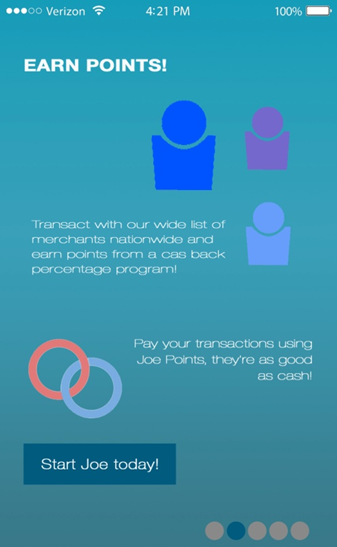 Verizon 4:21 PM 100%
EARN POINTS!
Transact with our wide list of
merchants nationwide and
earn points from a cas back
percentage program!
Pay your transactions using
Joe Points, they're as good
as cash!
Start Joe today!